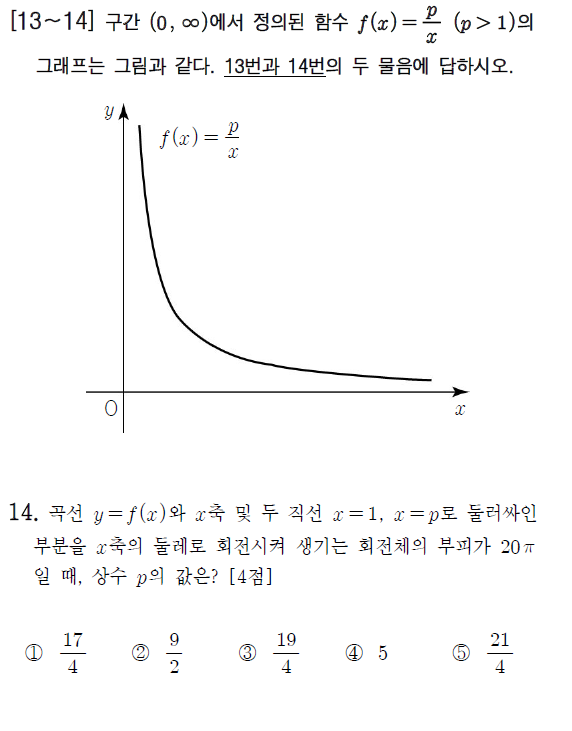 [13~14] 구간 (0, ∞)에서 정의된 함수 f(x)=p/x (p>1)의
그래프는 그림과 같다. 13번과 14번의 두 물음에 답하시오.
y
f(x)=p/x
O
x
14. 곡선 y=f(x)와 x축 및 두 직선 x=1, x=p로 둘러싸인
부분을 x축의 둘레로 회전시켜 생기는 회전체의 부피가 20π
일 때, 상수 p의 값은? [4점]
① 17/4 ② 9/2 ③ 19/4 ④ 5 ⑤ 21/4